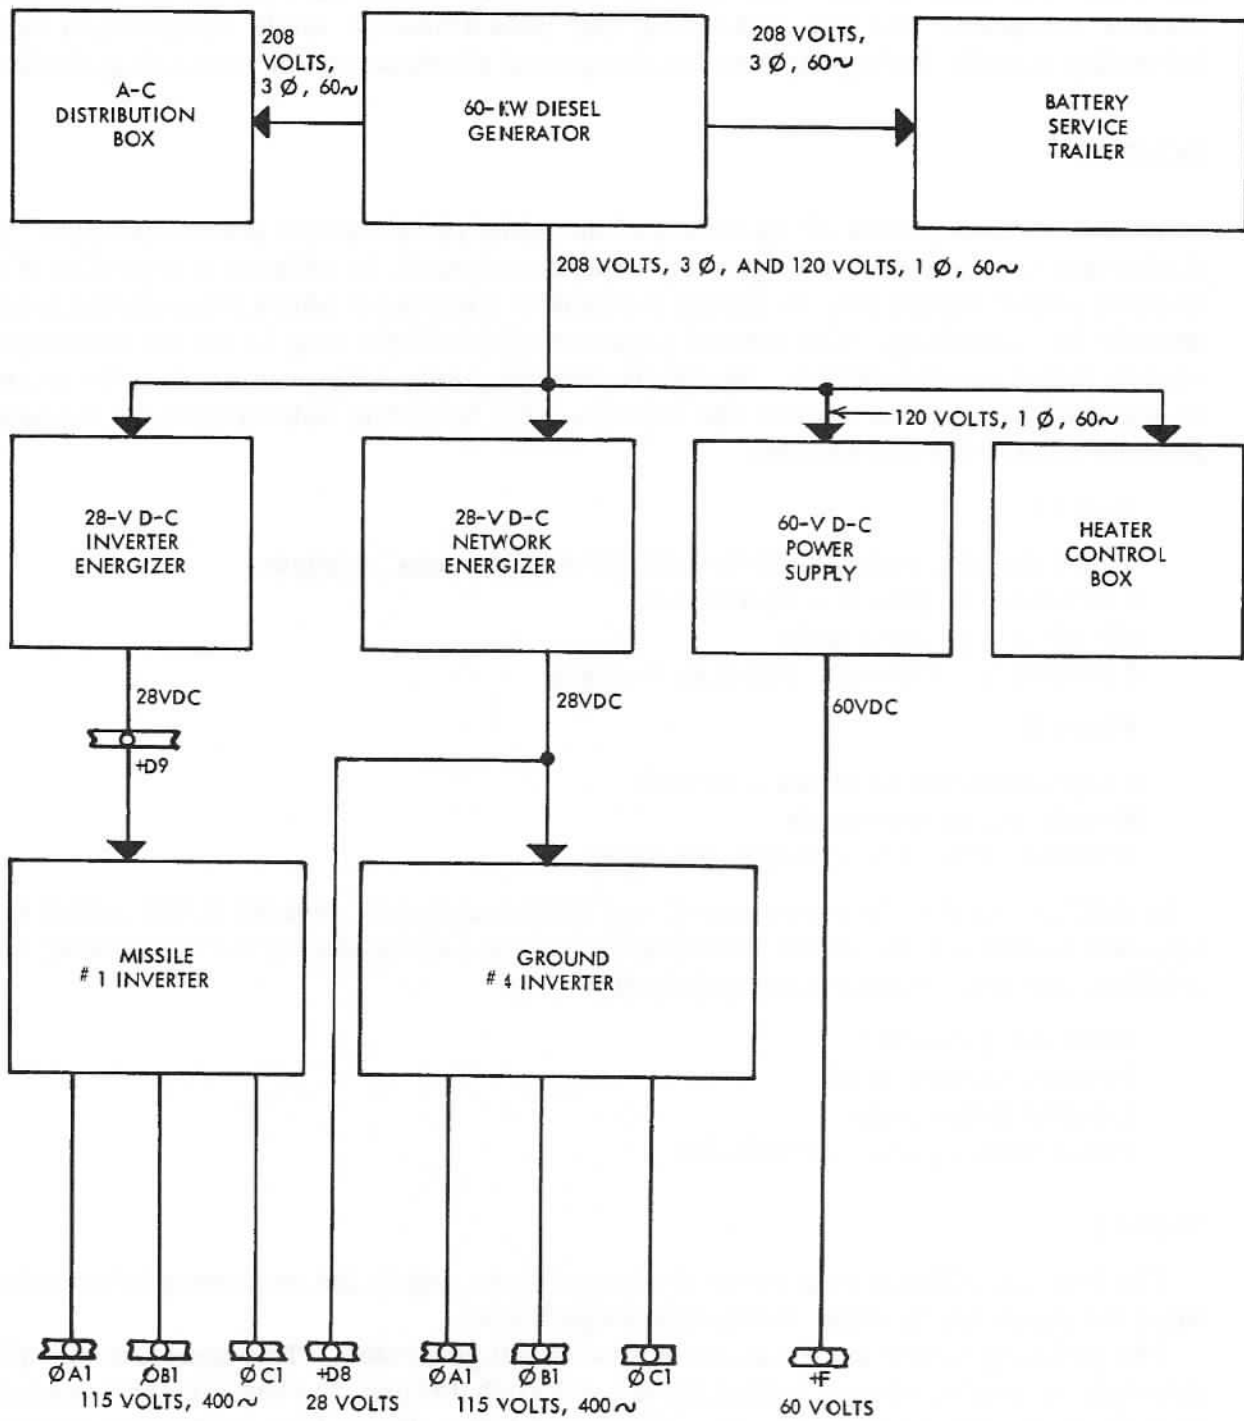 208
VOLTS,
3 Ø, 60~
208 VOLTS,
3 Ø, 60~
A-C
DISTRIBUTION
BOX
60-KW DIESEL
GENERATOR
BATTERY
SERVICE
TRAILER
208 VOLTS, 3 Ø, AND 120 VOLTS, 1 Ø, 60~
120 VOLTS, 1 Ø, 60~
28-V D-C
INVERTER
ENERGIZER
28-V D-C
NETWORK
ENERGIZER
60-V D-C
POWER
SUPPLY
HEATER
CONTROL
BOX
28VDC
28VDC
60VDC
+D9
MISSILE
# 1 INVERTER
GROUND
# 4 INVERTER
ØA1
ØB1
ØC1
+D8
ØA1
ØB1
ØC1
+F
115 VOLTS, 400~
28 VOLTS
115 VOLTS, 400~
60 VOLTS